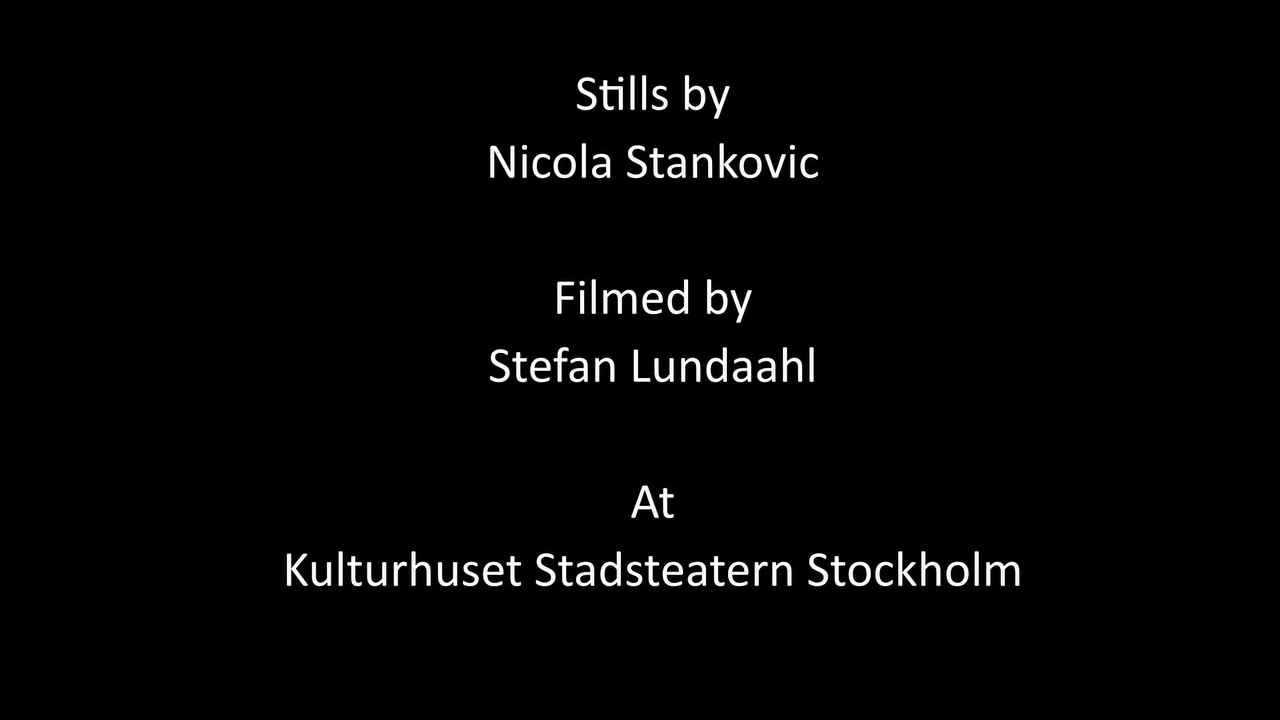 Stills by
Nicola Stankovic
Filmed by
Stefan Lundaahl
At
Kulturhuset Stadsteatern Stockholm